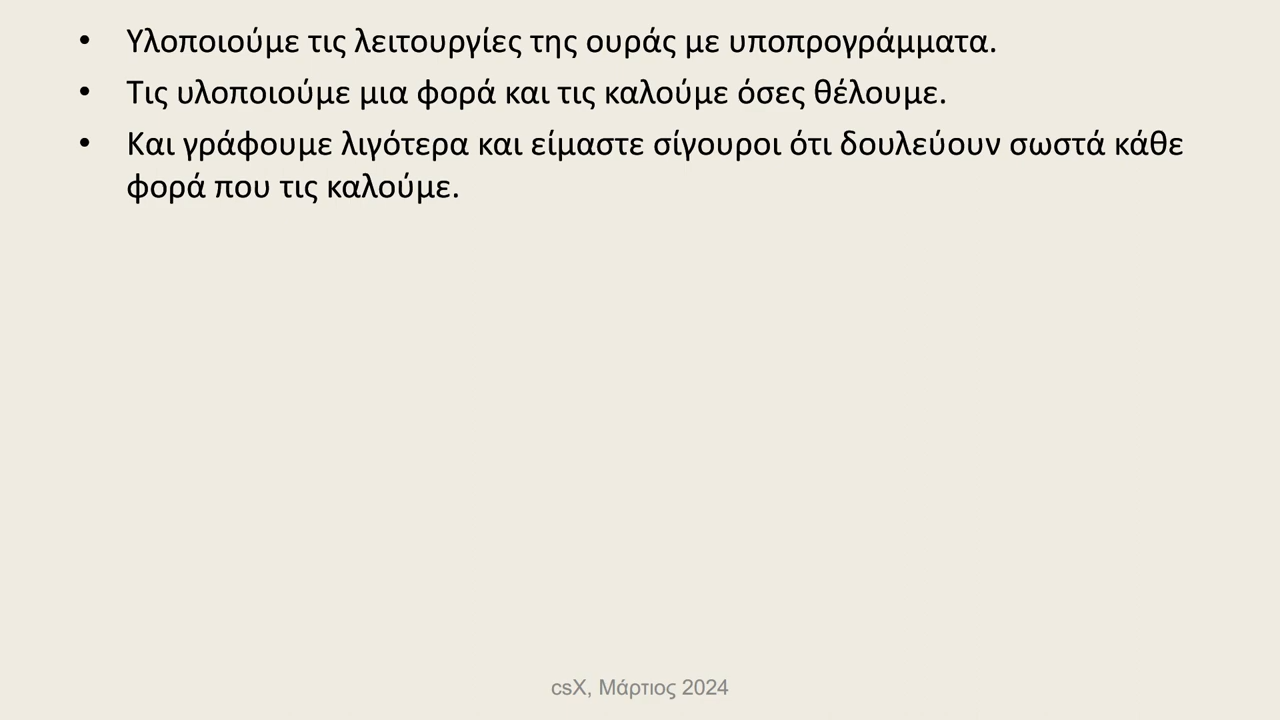 • Υλοποιούμε τις λειτουργίες της ουράς με υποπρογράμματα.
• Τις υλοποιούμε μια φορά και τις καλούμε όσες θέλουμε.
• Και γράφουμε λιγότερα και είμαστε σίγουροι ότι δουλεύουν σωστά κάθε
φορά που τις καλούμε.
csX, Μάρτιος 2024